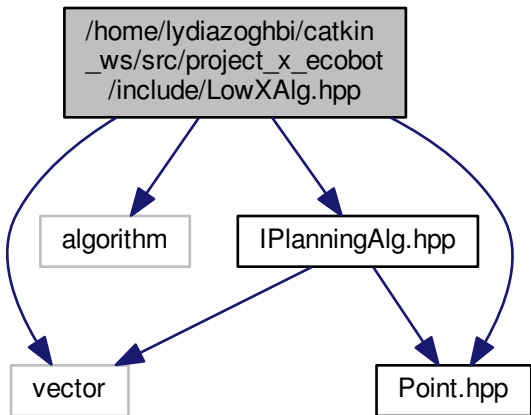 /home/lydiazoghbi/catkin
_ws/src/project_x_ecobot
/include/LowXAlg.hpp
algorithm
IPlanningAlg.hpp
vector
Point.hpp